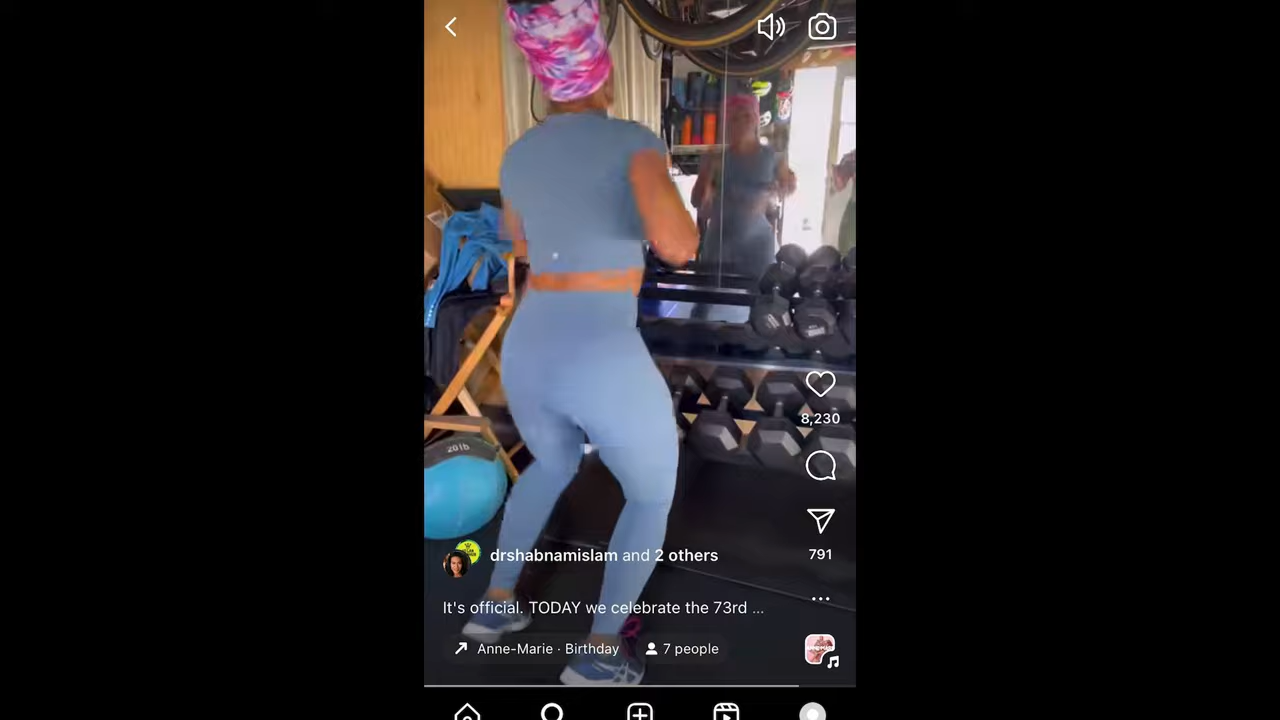 20lb
8,230
drshabnamislam and 2 others
791
It's official. TODAY we celebrate the 73rd ...
Anne-Marie · Birthday
7 people